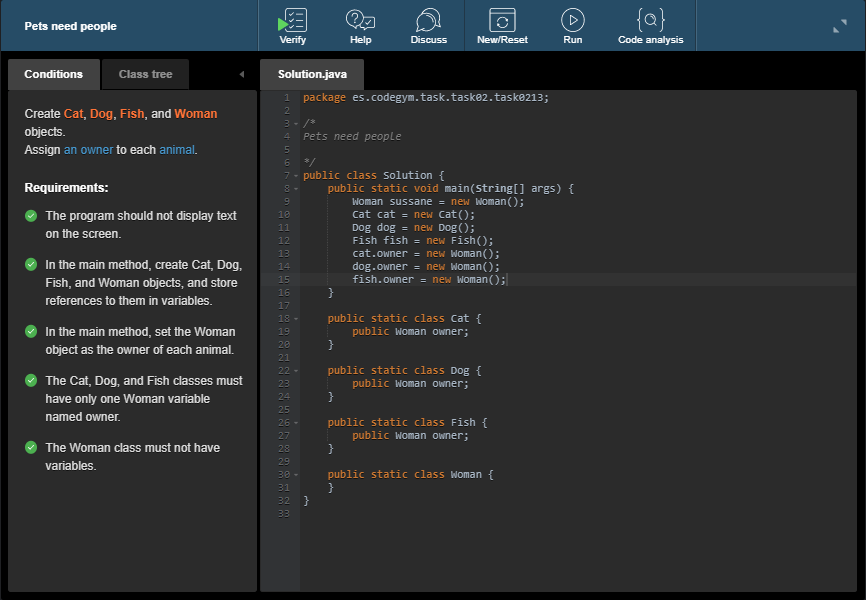 Pets need people
Verify
Help
Discuss
New/Reset
Run
Code analysis
Conditions
Class tree
Create Cat, Dog, Fish, and Woman
objects.
Assign an owner to each animal.
Requirements:
The program should not display text
on the screen.
In the main method, create Cat, Dog,
Fish, and Woman objects, and store
references to them in variables.
In the main method, set the Woman
object as the owner of each animal.
The Cat, Dog, and Fish classes must
have only one Woman variable
named owner.
The Woman class must not have
variables.
Solution.java
1 package es.codegym.task.task02.task0213;
2
3 /*
4 Pets need people
5
6 */
7 public class Solution {
8 public static void main(String[] args) {
9 Woman sussane = new Woman();
10 Cat cat = new Cat();
11 Dog dog = new Dog();
12 Fish fish = new Fish();
13 cat.owner = new Woman();
14 dog.owner = new Woman();
15 fish.owner = new Woman();
16 }
17
18 public static class Cat {
19 public Woman owner;
20 }
21
22 public static class Dog {
23 public Woman owner;
24 }
25
26 public static class Fish {
27 public Woman owner;
28 }
29
30 public static class Woman {
31 }
32 }
33